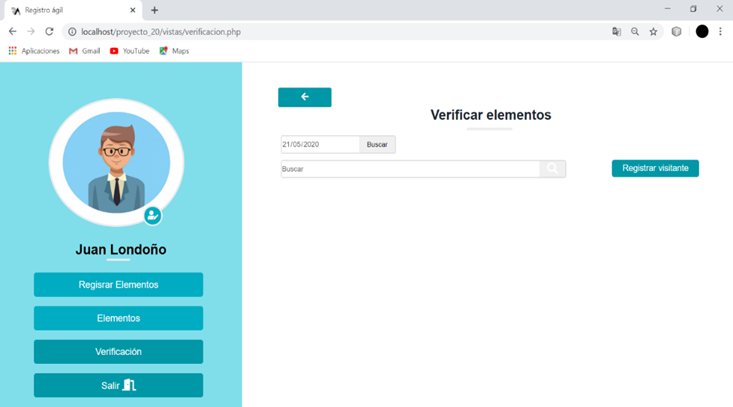 Registro ágil
localhost/proyecto_20/vistas/verificacion.php
Aplicaciones
Gmail
YouTube
Maps
Juan Londoño
Regisrar Elementos
Elementos
Verificación
Salir
Verificar elementos
21/05/2020
Buscar
Buscar
Registrar visitante